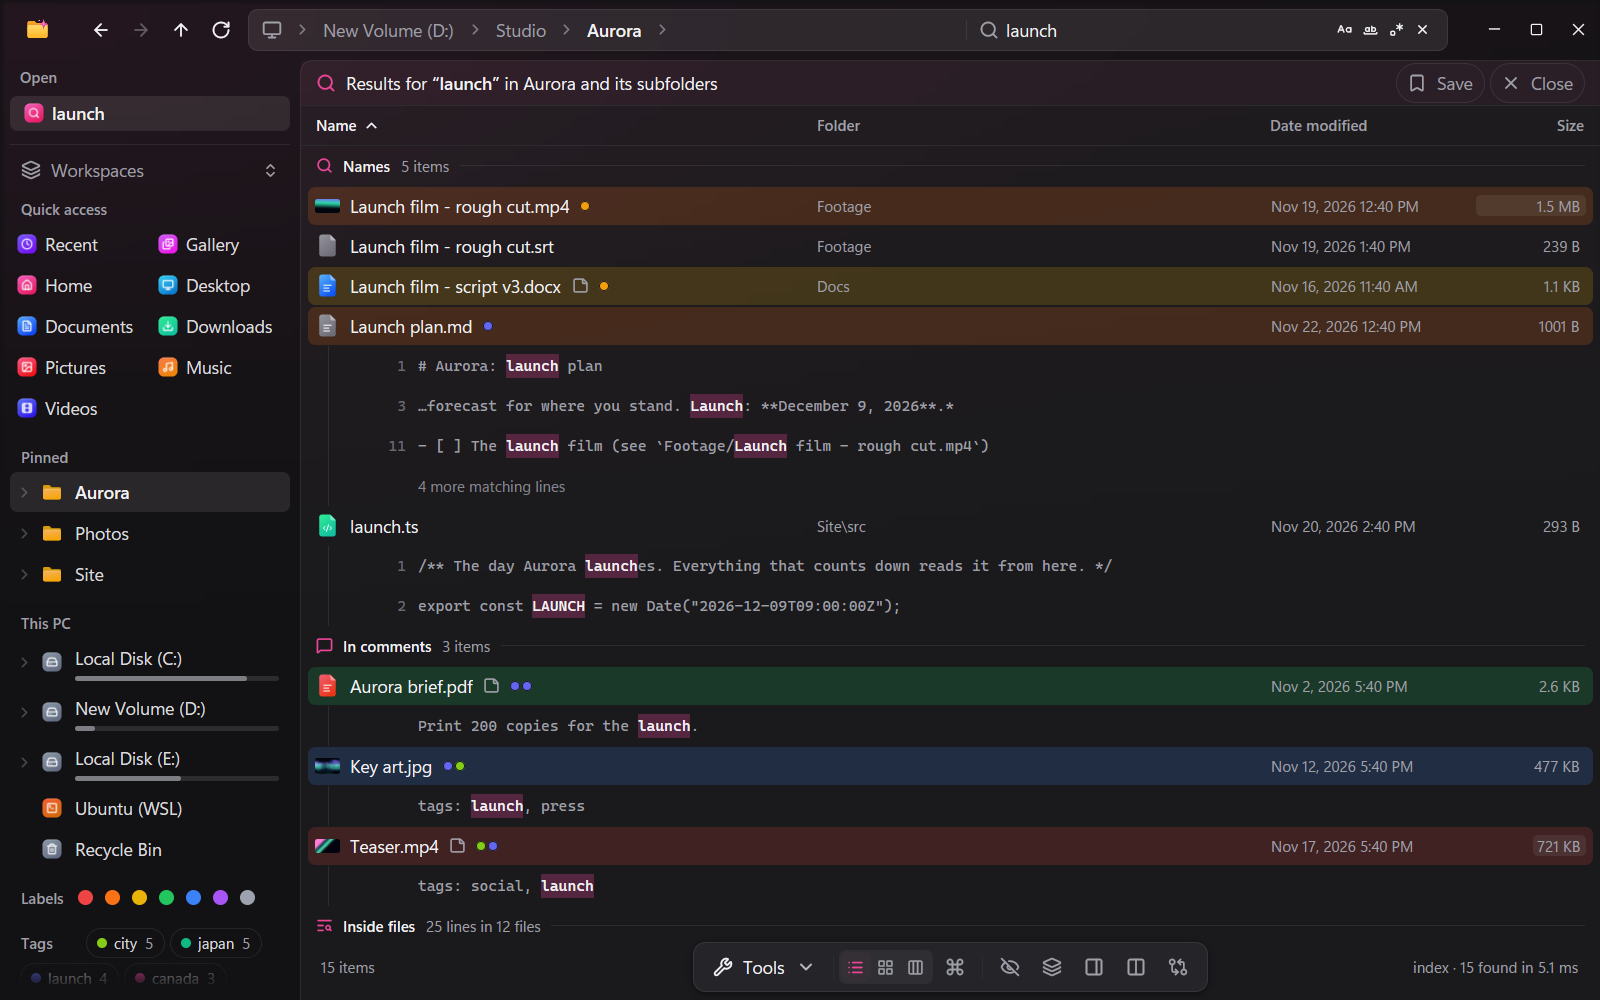 New Volume (D:) Studio Aurora launch Aa ab
Open
launch
Workspaces
Quick access
Recent Gallery
Home Desktop
Documents Downloads
Pictures Music
Videos
Pinned
Aurora
Photos
Site
This PC
Local Disk (C:)
New Volume (D:)
Local Disk (E:)
Ubuntu (WSL)
Recycle Bin
Labels
Tags city 5 japan 5
launch 4 canada 3
Results for “launch” in Aurora and its subfolders Save Close
Name Folder Date modified Size
Names 5 items
Launch film - rough cut.mp4 Footage Nov 19, 2026 12:40 PM 1.5 MB
Launch film - rough cut.srt Footage Nov 19, 2026 1:40 PM 239 B
Launch film - script v3.docx Docs Nov 16, 2026 11:40 AM 1.1 KB
Launch plan.md Nov 22, 2026 12:40 PM 1001 B
1 # Aurora: launch plan
3 …forecast for where you stand. Launch: **December 9, 2026**.*
11 - [ ] The launch film (see `Footage/Launch film - rough cut.mp4`)
4 more matching lines
launch.ts Site\src Nov 20, 2026 2:40 PM 293 B
1 /** The day Aurora launches. Everything that counts down reads it from here. */
2 export const LAUNCH = new Date("2026-12-09T09:00:00Z");
In comments 3 items
Aurora brief.pdf Nov 2, 2026 5:40 PM 2.6 KB
Print 200 copies for the launch.
Key art.jpg Nov 12, 2026 5:40 PM 477 KB
tags: launch, press
Teaser.mp4 Nov 17, 2026 5:40 PM 721 KB
tags: social, launch
Inside files 25 lines in 12 files
15 items Tools index · 15 found in 5.1 ms